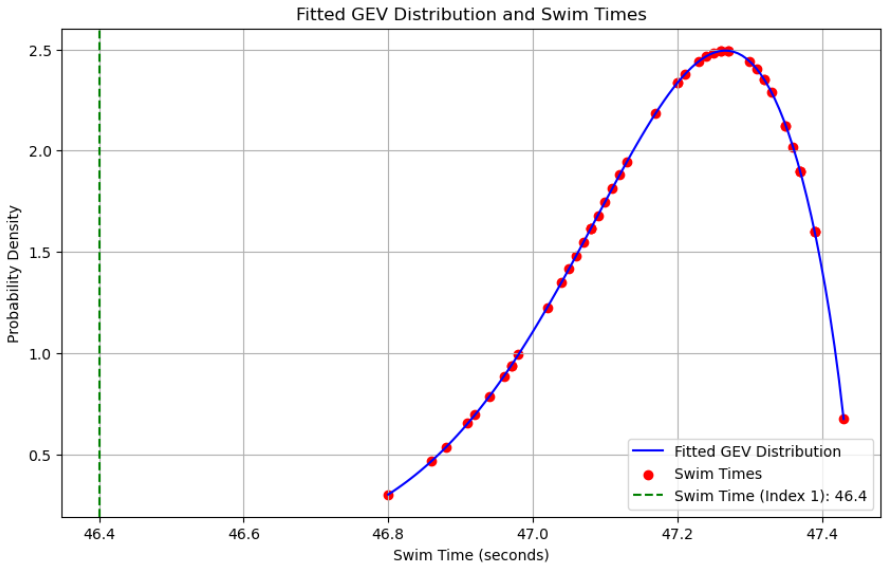 Fitted GEV Distribution and Swim Times
Probability Density
2.5
2.0
1.5
1.0
0.5
Fitted GEV Distribution
Swim Times
Swim Time (Index 1): 46.4
46.4 46.6 46.8 47.0 47.2 47.4
Swim Time (seconds)